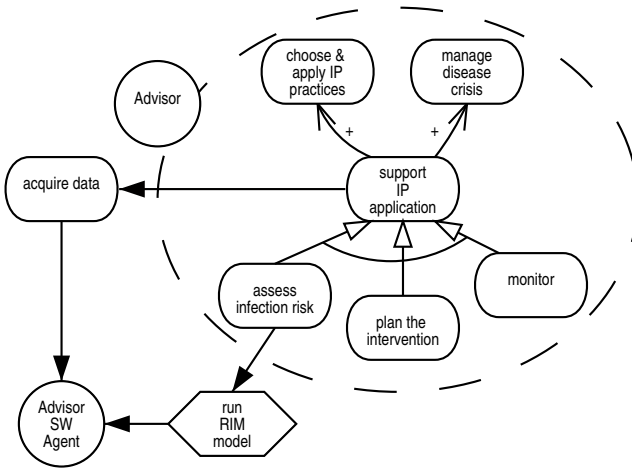 choose &
apply IP
practices
manage
disease
crisis
Advisor
+
+
acquire data
support
IP
application
assess
infection risk
monitor
plan the
intervention
Advisor
SW
Agent
run
RIM
model